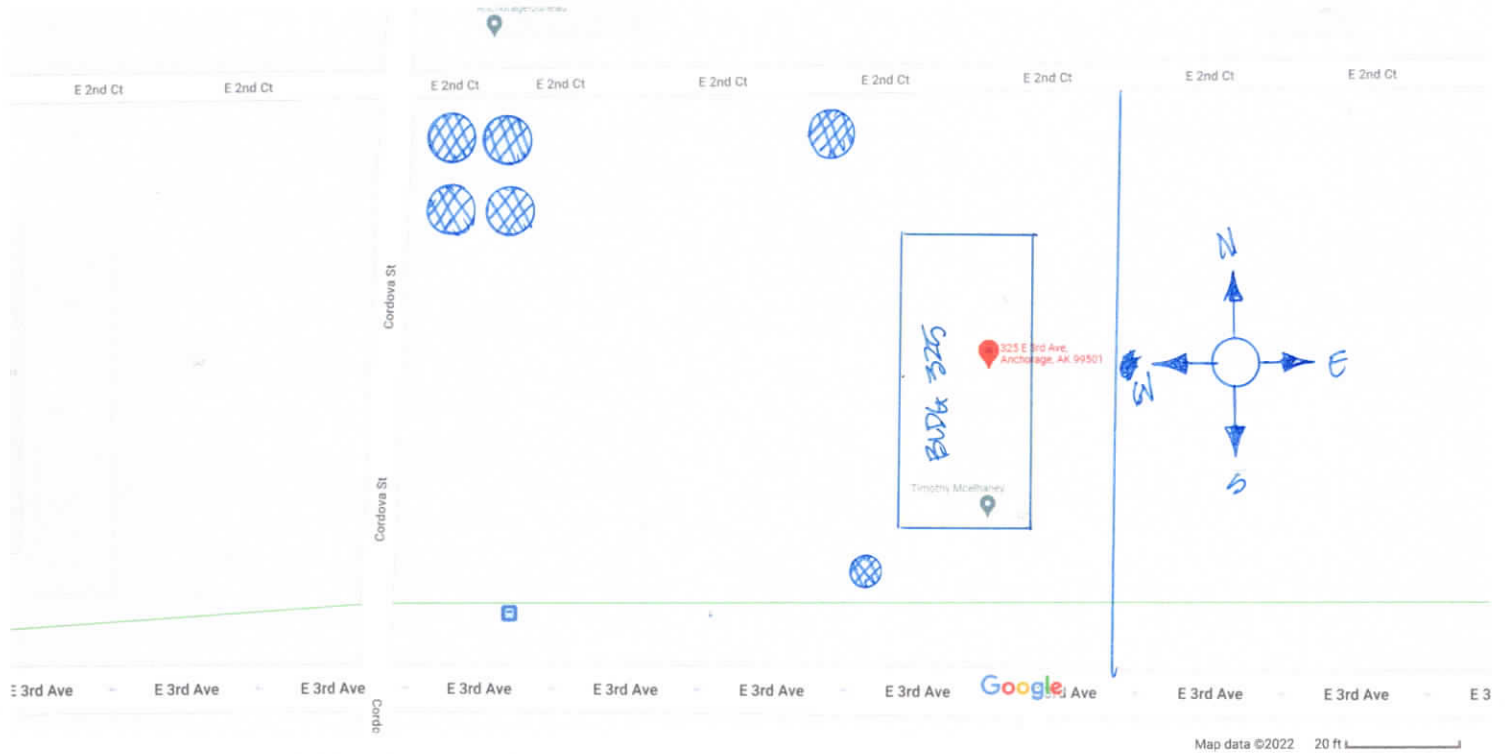 E 2nd Ct
E 2nd Ct
E 2nd Ct
E 2nd Ct
E 2nd Ct
E 2nd Ct
E 2nd Ct
E 2nd Ct
E 2nd Ct
Cordova St
Cordova St
Cordo
BLDG 325
325 E 3rd Ave,
Anchorage, AK 99501
Timothy Mcelhaney
N
W
E
S
E 3rd Ave
E 3rd Ave
E 3rd Ave
E 3rd Ave
E 3rd Ave
E 3rd Ave
E 3rd Ave
Google
Ave
E 3rd Ave
E 3rd Ave
E 3
Map data ©2022
20 ft